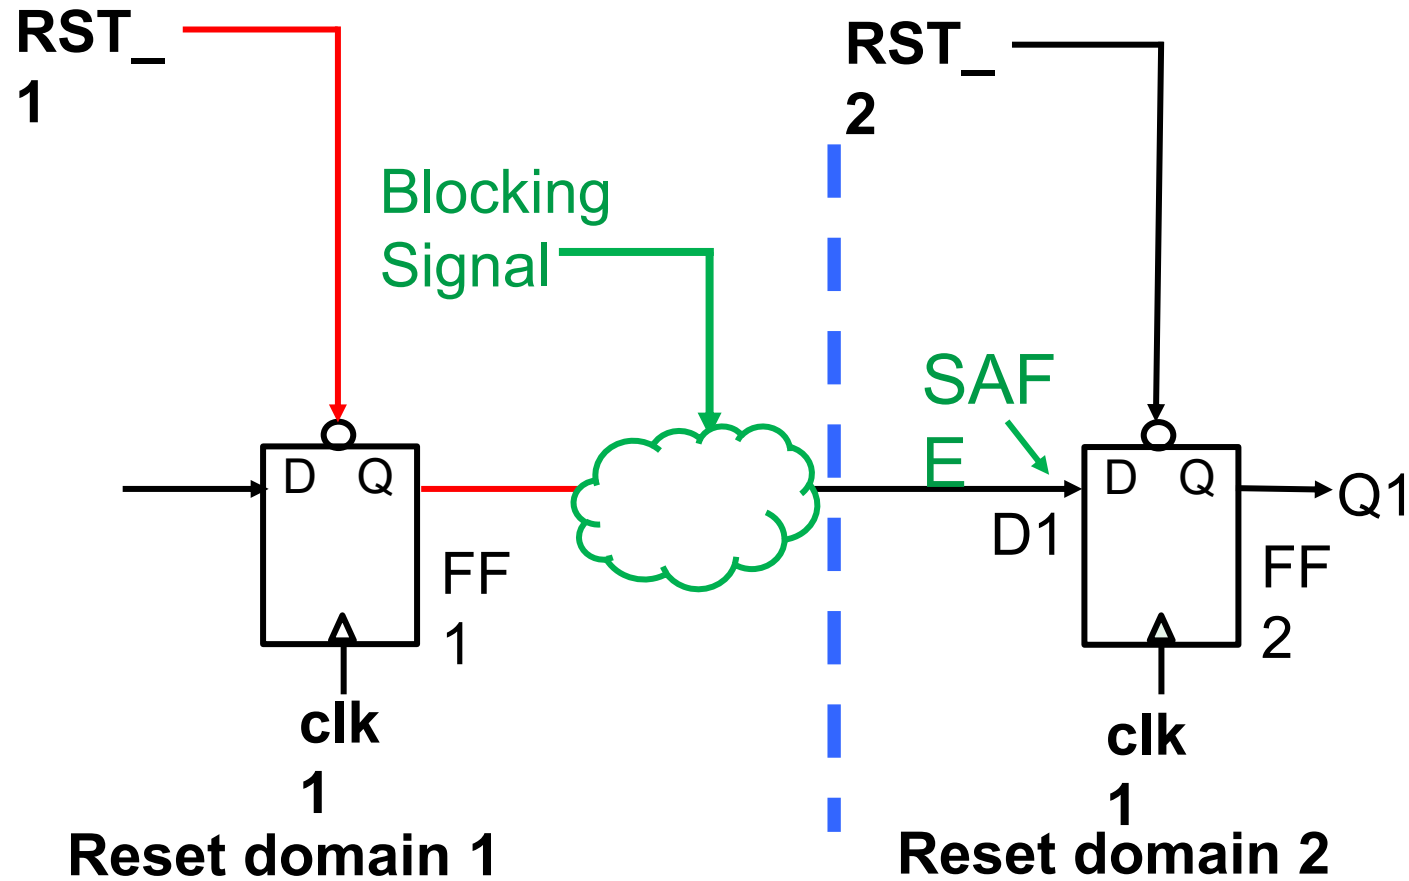 RST_
1
RST_
2
Blocking
Signal
SAF
E
D Q
D Q
Q1
D1
FF
1
FF
2
clk
1
clk
1
Reset domain 1
Reset domain 2